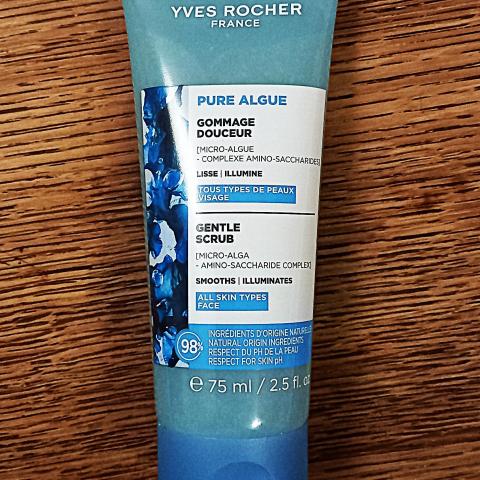 YVES ROCHER
FRANCE
PURE ALGUE
GOMMAGE
DOUCEUR
[MICRO-ALGUE
- COMPLEXE AMINO-SACCHARIDES]
LISSE | ILLUMINE
TOUS TYPES DE PEAUX
VISAGE
GENTLE
SCRUB
[MICRO-ALGA
- AMINO-SACCHARIDE COMPLEX]
SMOOTHS | ILLUMINATES
ALL SKIN TYPES
FACE
98%
INGRÉDIENTS D'ORIGINE NATURELLE
NATURAL ORIGIN INGREDIENTS
RESPECT DU PH DE LA PEAU
RESPECT FOR SKIN pH
℮ 75 ml / 2.5 fl. oz